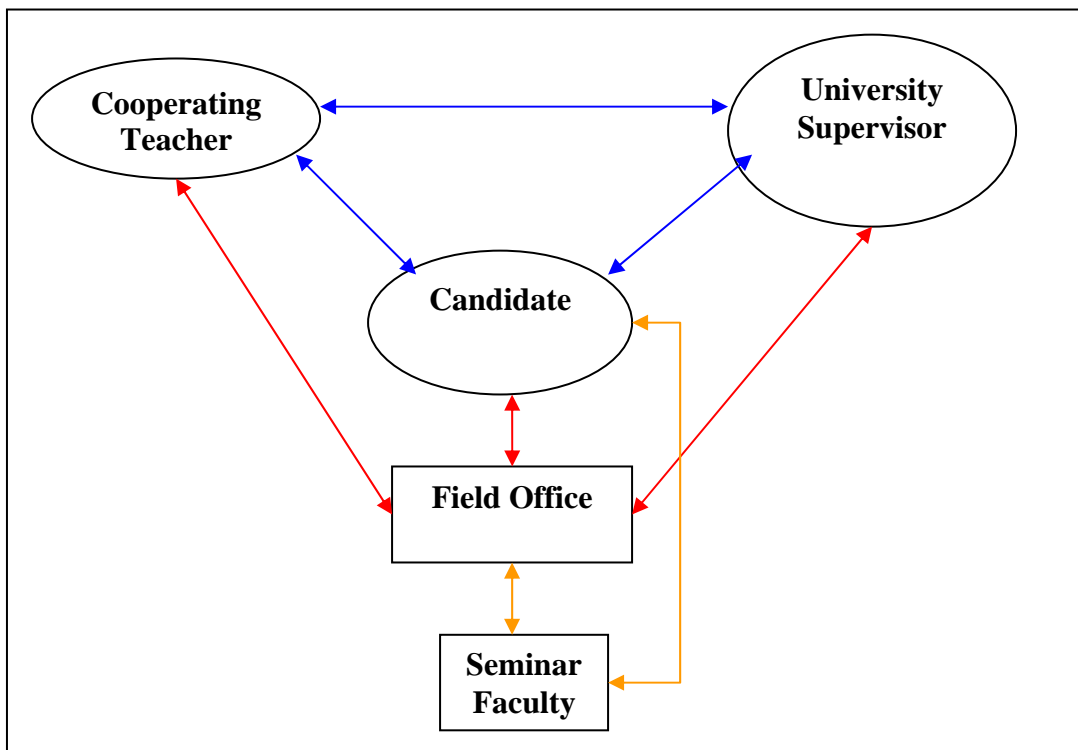 Cooperating
Teacher
University
Supervisor
Candidate
Field Office
Seminar
Faculty